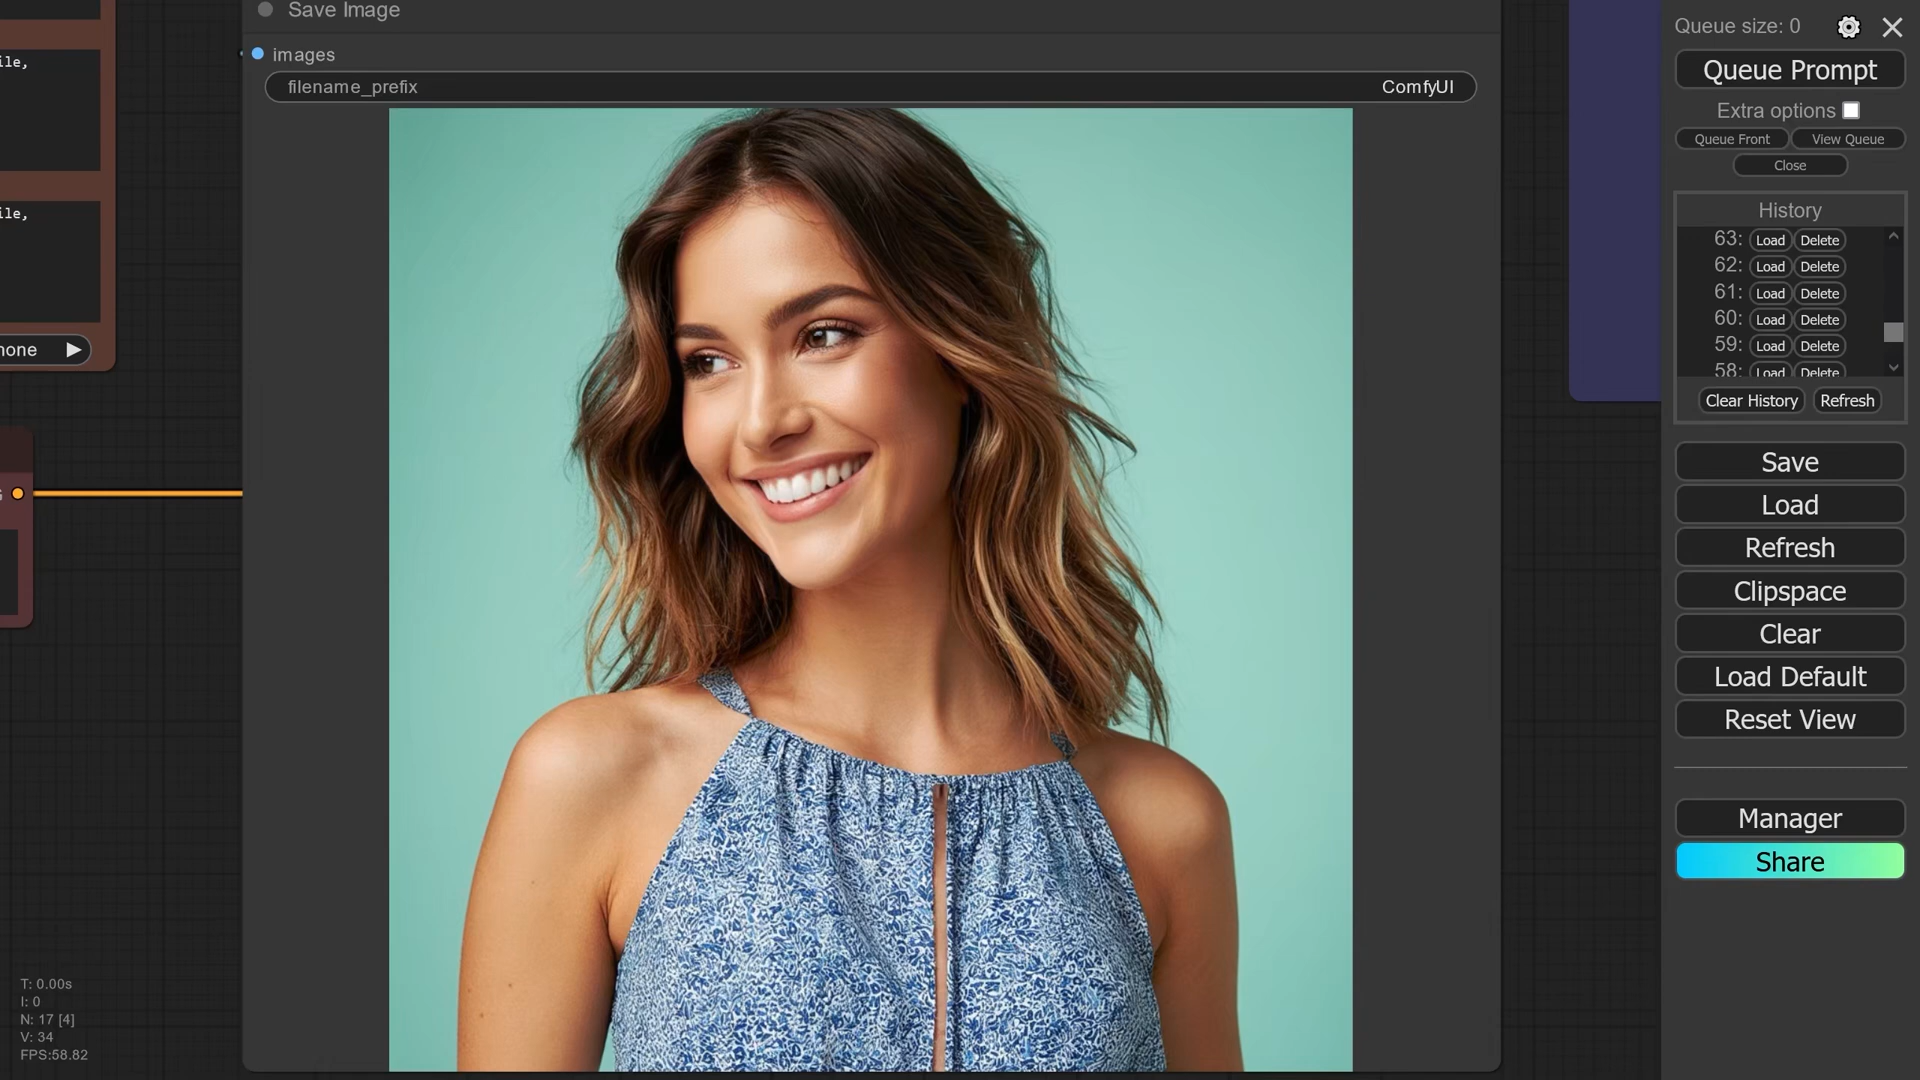 Save Image
images
filename_prefix ComfyUI
ile,
ile,
none
T: 0.00s
I: 0
N: 17 [4]
V: 34
FPS:58.82
Queue size: 0
Queue Prompt
Extra options
Queue Front View Queue
Close
History
63: Load Delete
62: Load Delete
61: Load Delete
60: Load Delete
59: Load Delete
58: Load Delete
Clear History Refresh
Save
Load
Refresh
Clipspace
Clear
Load Default
Reset View
Manager
Share